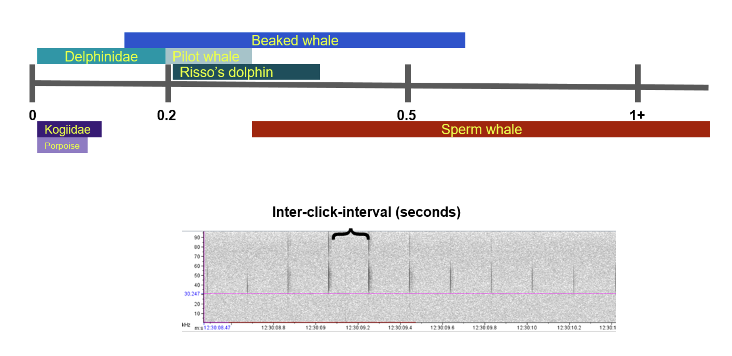 Beaked whale
Delphinidae
Pilot whale
Risso's dolphin
0
0.2
0.5
1+
Kogiidae
Sperm whale
Porpoise
Inter-click-interval (seconds)
90
80
70
60
50
40
30.247
20
10
kHz
m:s 12:30:08.47 12:30:08.8 12:30:09 12:30:09.2 12:30:09.4 12:30:09.6 12:30:09.8 12:30:10 12:30:10.2